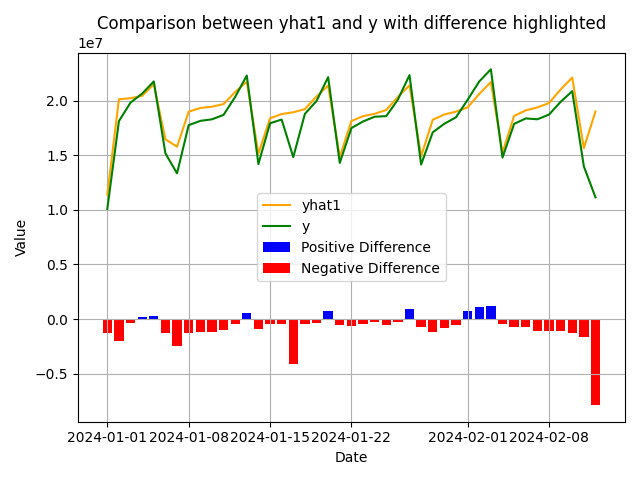 Comparison between yhat1 and y with difference highlighted
1e7
2.0
1.5
1.0
0.5
0.0
−0.5
Value
yhat1
y
Positive Difference
Negative Difference
2024-01-01
2024-01-08
2024-01-15
2024-01-22
2024-02-01
2024-02-08
Date